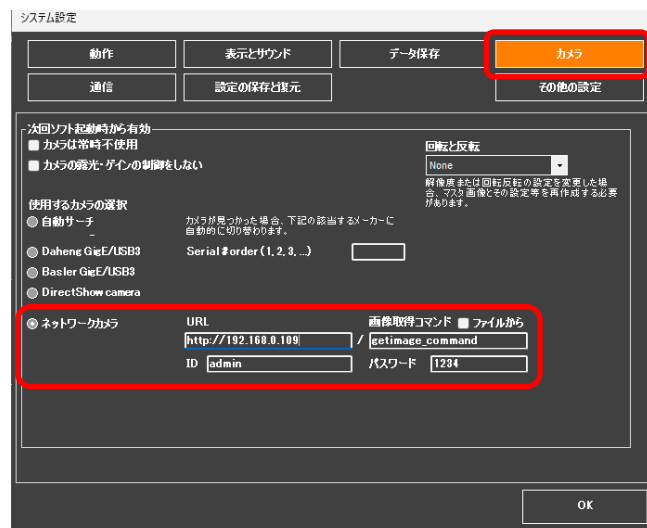 システム設定
動作
表示とサウンド
データ保存
カメラ
通信
設定の保存と復元
その他の設定
次回ソフト起動時から有効
カメラは常時不使用
カメラの露光・ゲインの制御をしない
回転と反転
None
解像度または回転反転の設定を変更した場
合、マスク画像とその設定等を再作成する必要
があります。
使用するカメラの選択
自動サーチ
カメラが見つかった場合、下記の該当するメーカーに
自動的に切り替わります。
Daheng GigE/USB3
Serial#order(1,2,3,...)
Basler GigE/USB3
DirectShow camera
ネットワークカメラ
URL
画像取得コマンド ファイルから
http://192.168.0.109 / getimage_command
ID admin
パスワード 1234
OK